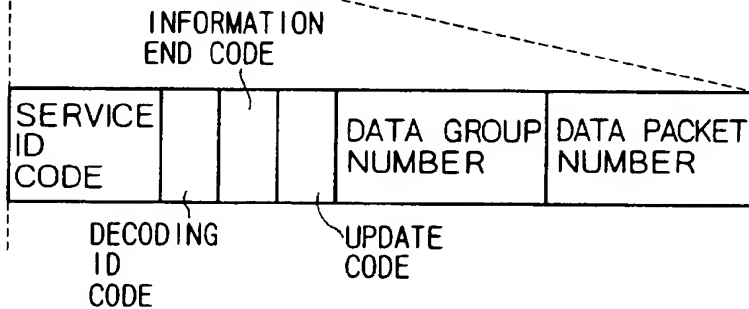 INFORMATION
END CODE
SERVICE
ID
CODE
DATA GROUP
NUMBER
DATA PACKET
NUMBER
DECODING
ID
CODE
UPDATE
CODE